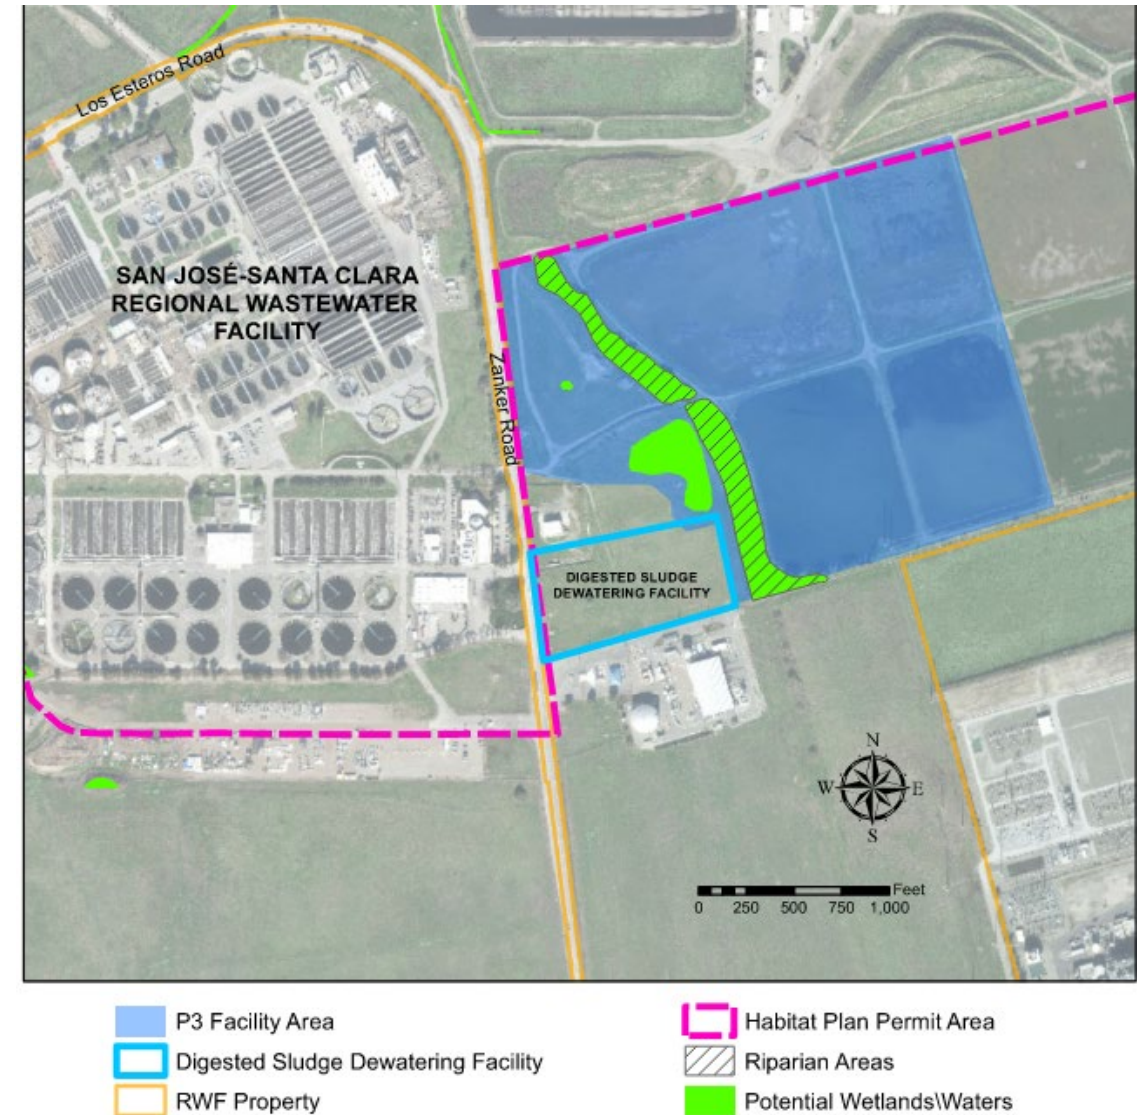 Los Esteros Road
SAN JOSÉ-SANTA CLARA
REGIONAL WASTEWATER
FACILITY
Zanker Road
DIGESTED SLUDGE
DEWATERING FACILITY
N
W E
S
Feet
0 250 500 750 1,000
P3 Facility Area
Digested Sludge Dewatering Facility
RWF Property
Habitat Plan Permit Area
Riparian Areas
Potential Wetlands\Waters